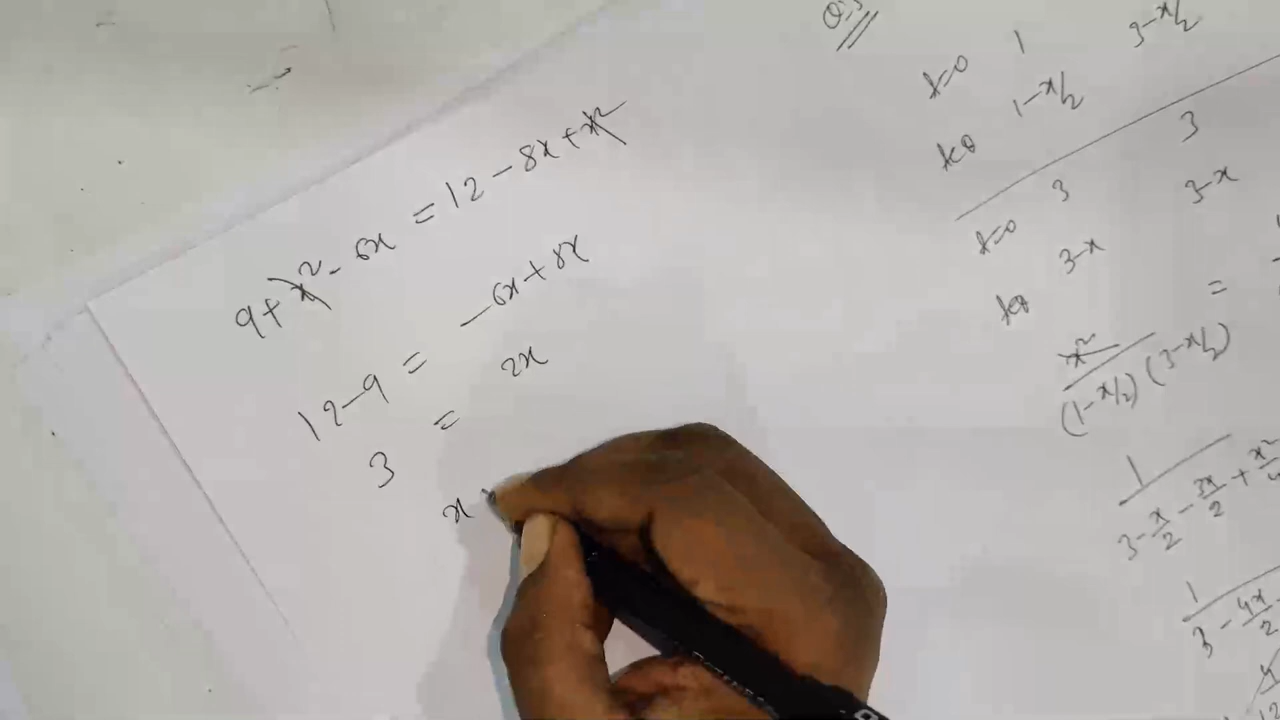 9 + x² - 6x = 12 - 8x + x²
12 - 9 = -6x + 8x
3 = 2x
x
Q.3
t=0 1 3-x/2
1-x/2
t=0 3 3
3-x 3-x
x² =
(1-x/2) (3-x/2)
1
3 - x/2 - 3x/2 + x²
1
3 - 4x/2